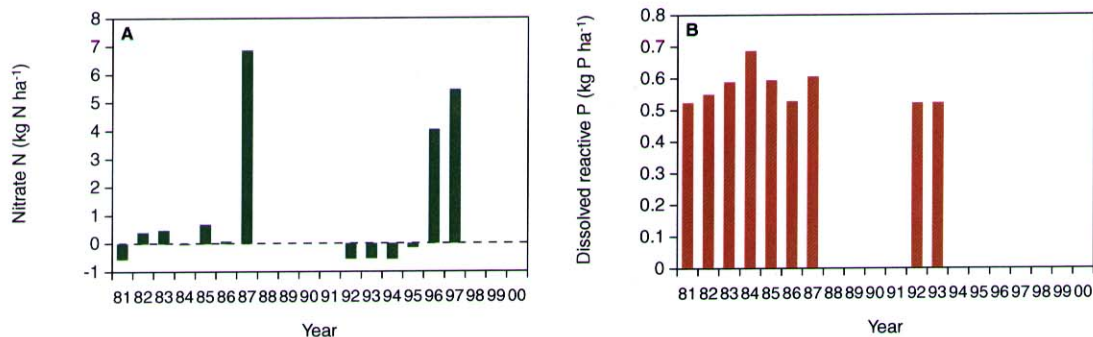 A
Nitrate N (kg N ha⁻¹)
8
7
6
5
4
3
2
1
0
-1
81 82 83 84 85 86 87 88 89 90 91 92 93 94 95 96 97 98 99 00
Year
B
Dissolved reactive P (kg P ha⁻¹)
0.8
0.7
0.6
0.5
0.4
0.3
0.2
0.1
0
81 82 83 84 85 86 87 88 89 90 91 92 93 94 95 96 97 98 99 00
Year